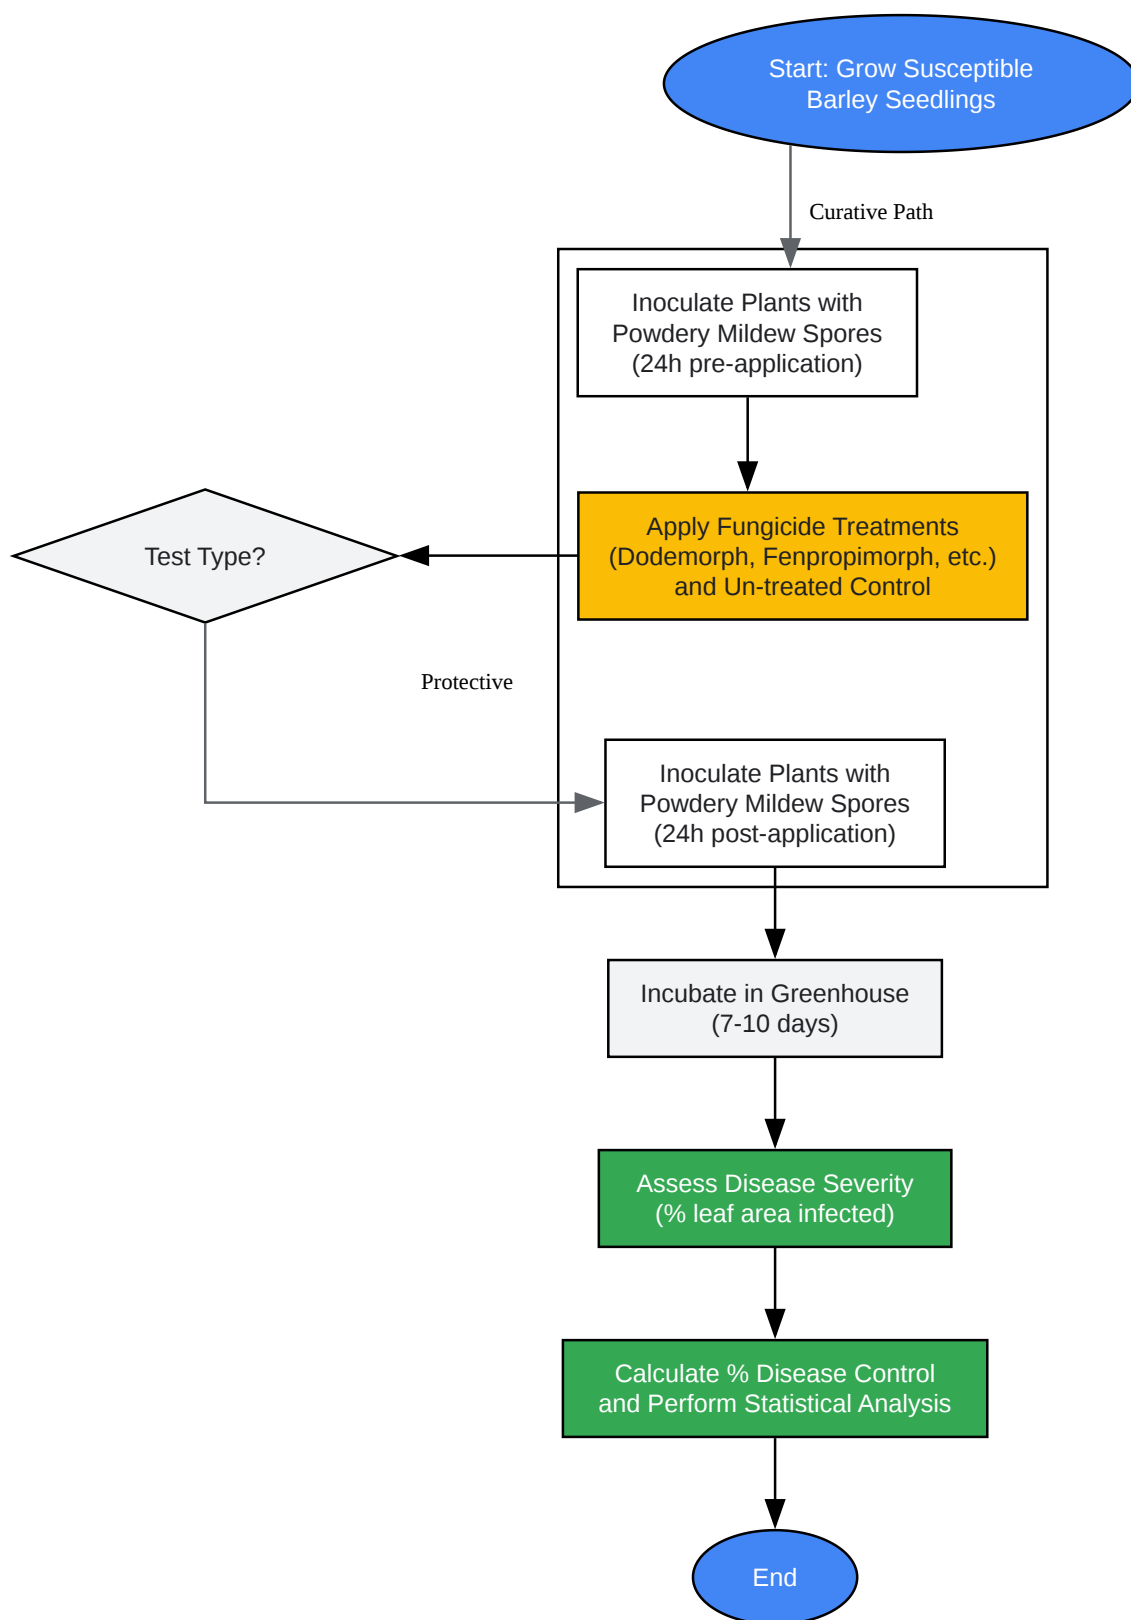 Start: Grow Susceptible
Barley Seedlings
Curative Path
Inoculate Plants with
Powdery Mildew Spores
(24h pre-application)
Apply Fungicide Treatments
(Dodemorph, Fenpropimorph, etc.)
and Un-treated Control
Test Type?
Protective
Inoculate Plants with
Powdery Mildew Spores
(24h post-application)
Incubate in Greenhouse
(7-10 days)
Assess Disease Severity
(% leaf area infected)
Calculate % Disease Control
and Perform Statistical Analysis
End